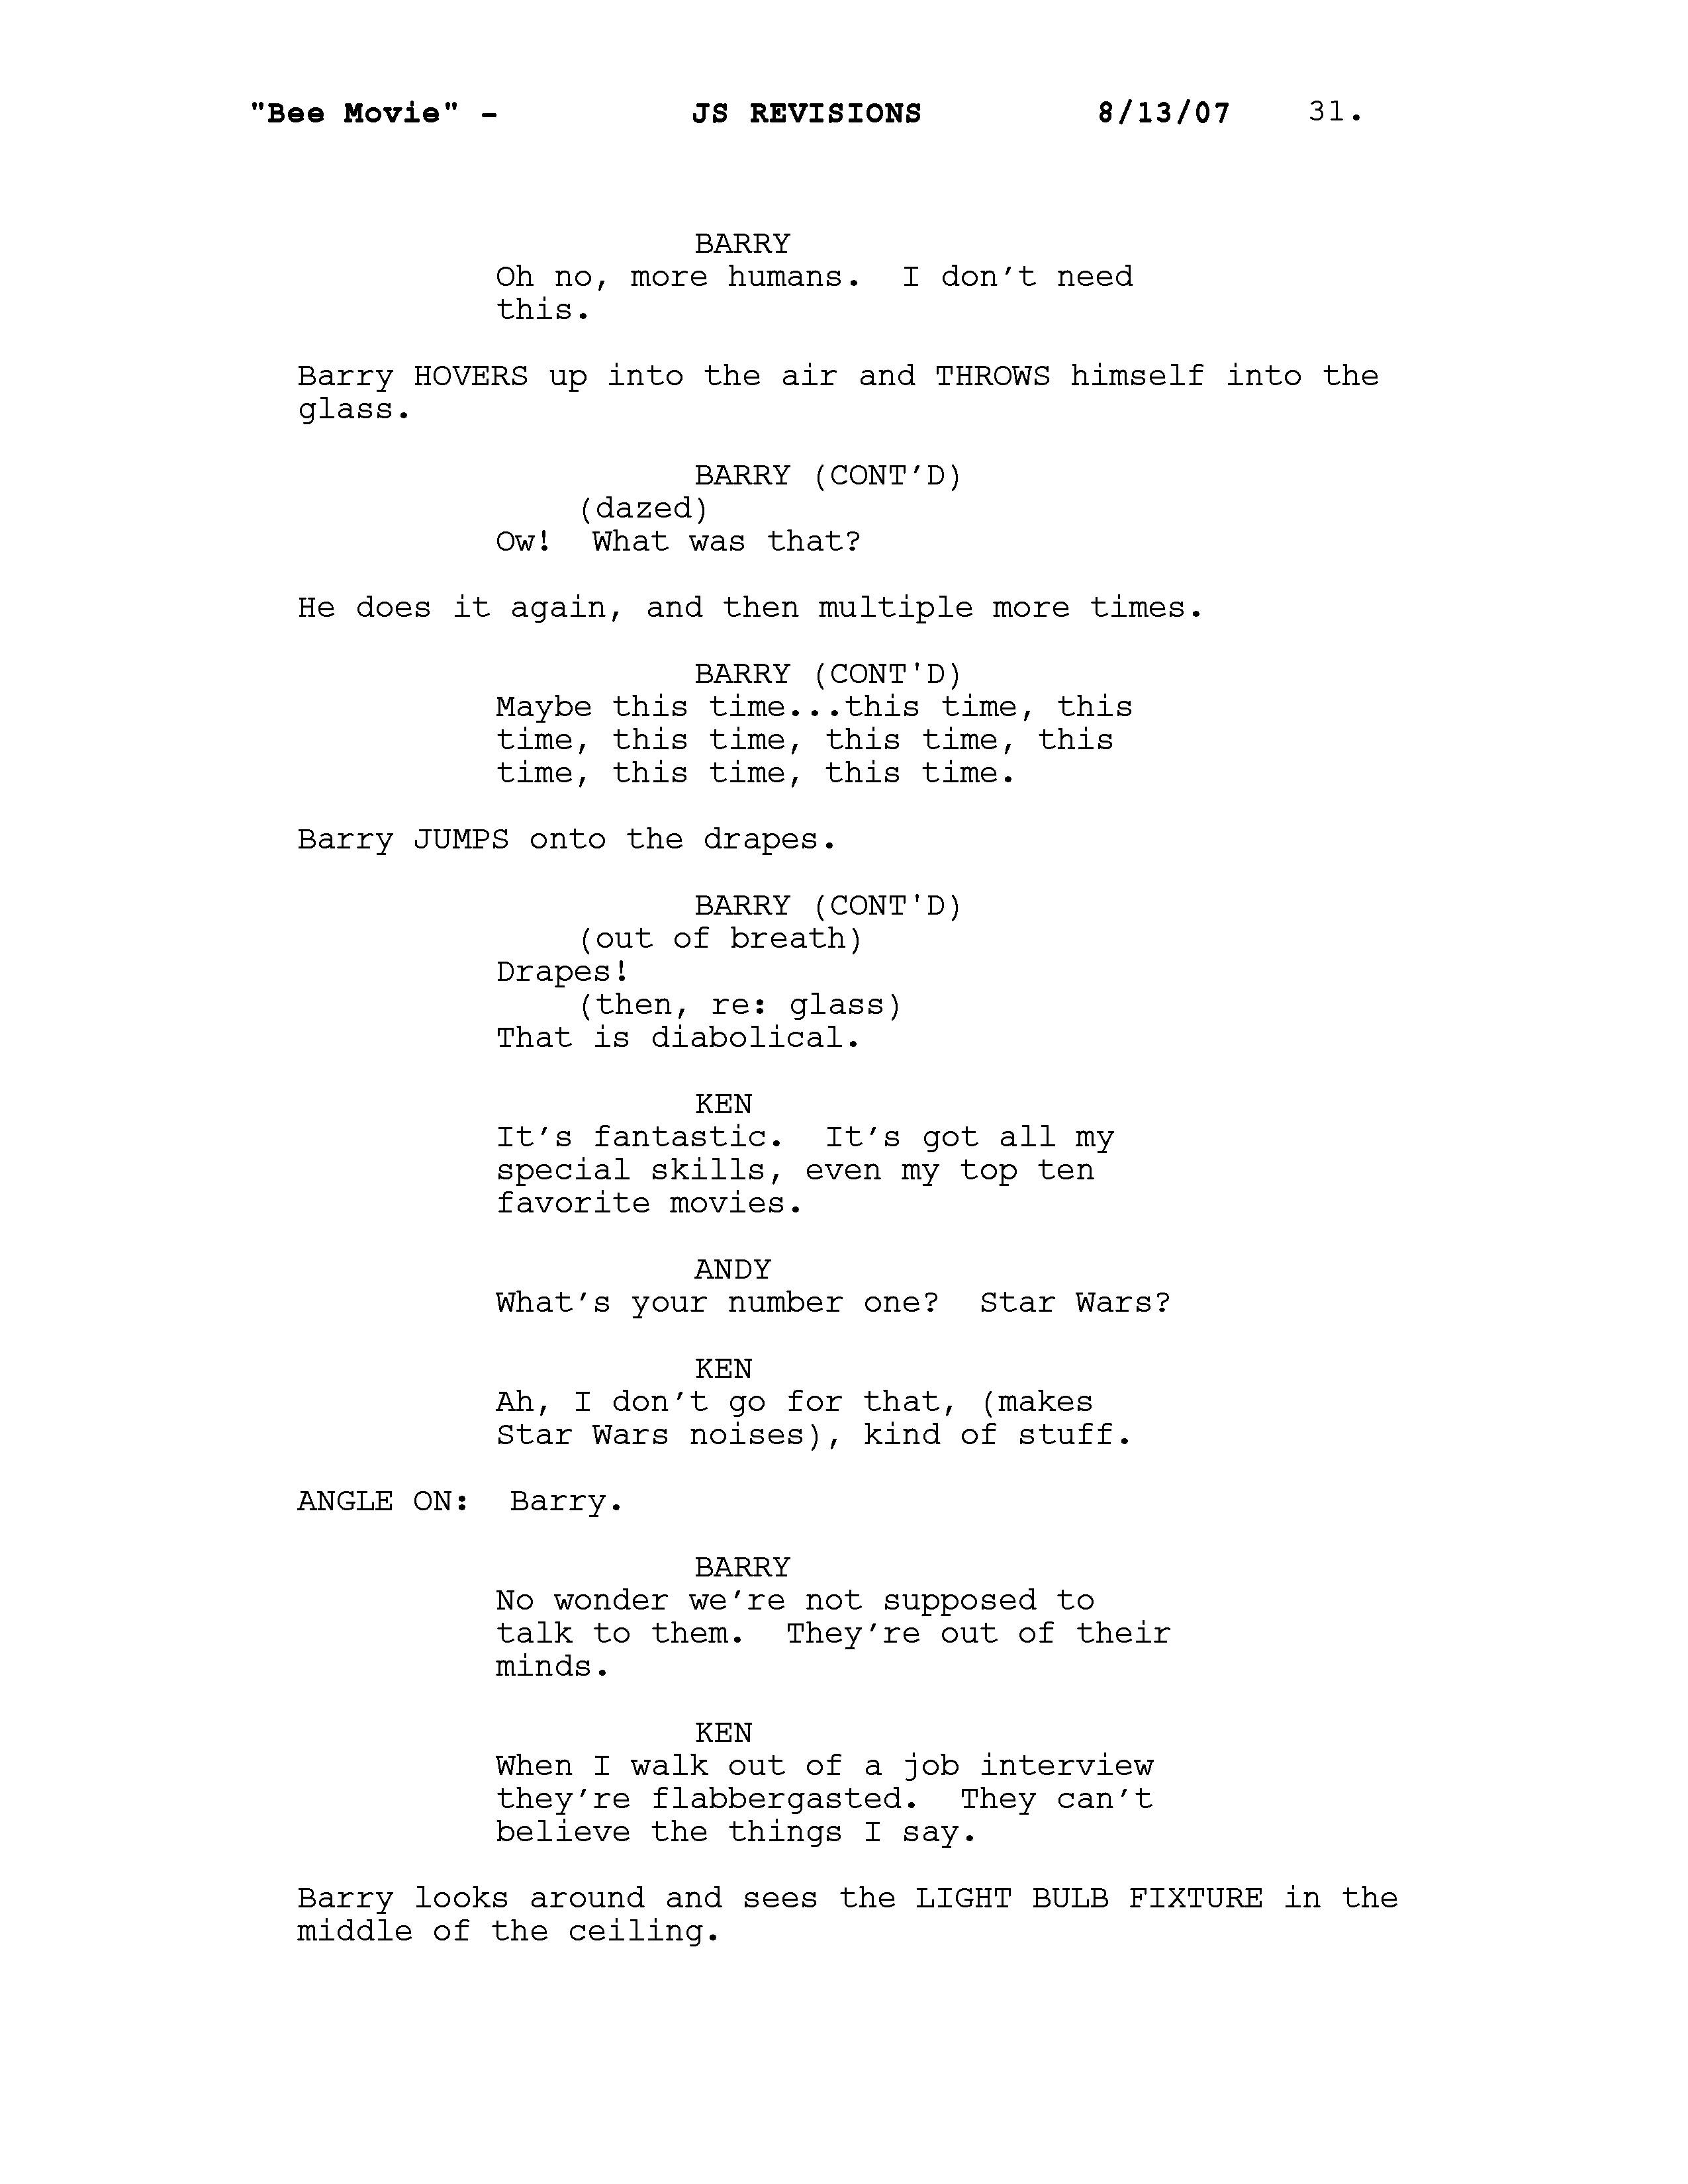 "Bee Movie" - JS REVISIONS 8/13/07 31.
BARRY
Oh no, more humans.  I don’t need
this.
Barry HOVERS up into the air and THROWS himself into the
glass.
BARRY (CONT’D)
(dazed)
Ow!  What was that?
He does it again, and then multiple more times.
BARRY (CONT'D)
Maybe this time...this time, this
time, this time, this time, this
time, this time, this time.
Barry JUMPS onto the drapes.
BARRY (CONT'D)
(out of breath)
Drapes!
(then, re: glass)
That is diabolical.
KEN
It’s fantastic.  It’s got all my
special skills, even my top ten
favorite movies.
ANDY
What’s your number one?  Star Wars?
KEN
Ah, I don’t go for that, (makes
Star Wars noises), kind of stuff.
ANGLE ON:  Barry.
BARRY
No wonder we’re not supposed to
talk to them.  They’re out of their
minds.
KEN
When I walk out of a job interview
they’re flabbergasted.  They can’t
believe the things I say.
Barry looks around and sees the LIGHT BULB FIXTURE in the
middle of the ceiling.